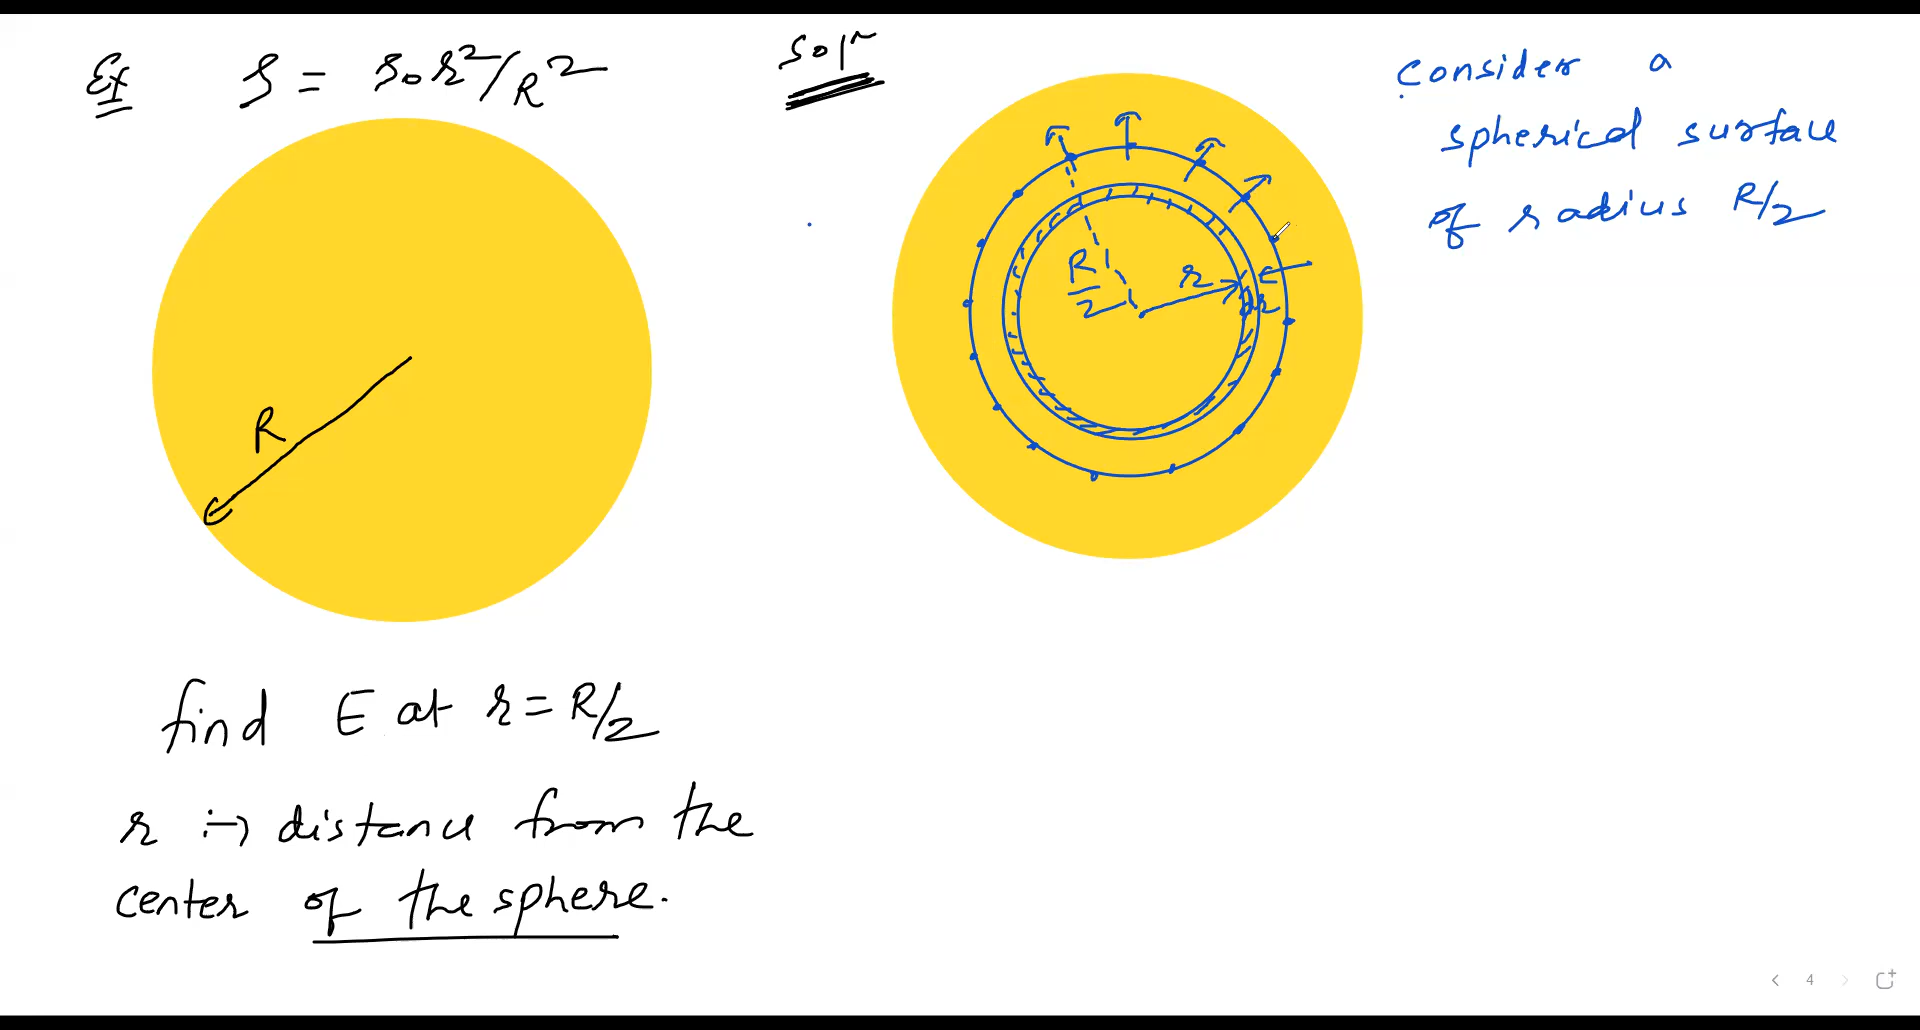 Ex ρ = ρ₀r²/R²
R
find E at r = R/2
r :→ distance from the
center of the sphere.
Solⁿ
R/2
r
dr
Consider a
spherical surface
of radius R/2
4